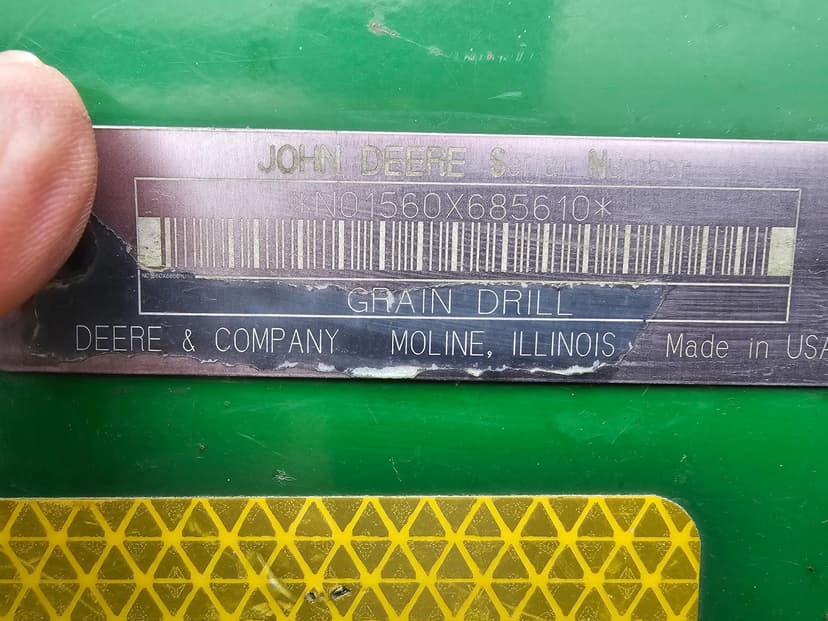 JOHN DEERE Serial Number
*N01560X685610*
GRAIN DRILL
DEERE & COMPANY MOLINE, ILLINOIS Made in USA